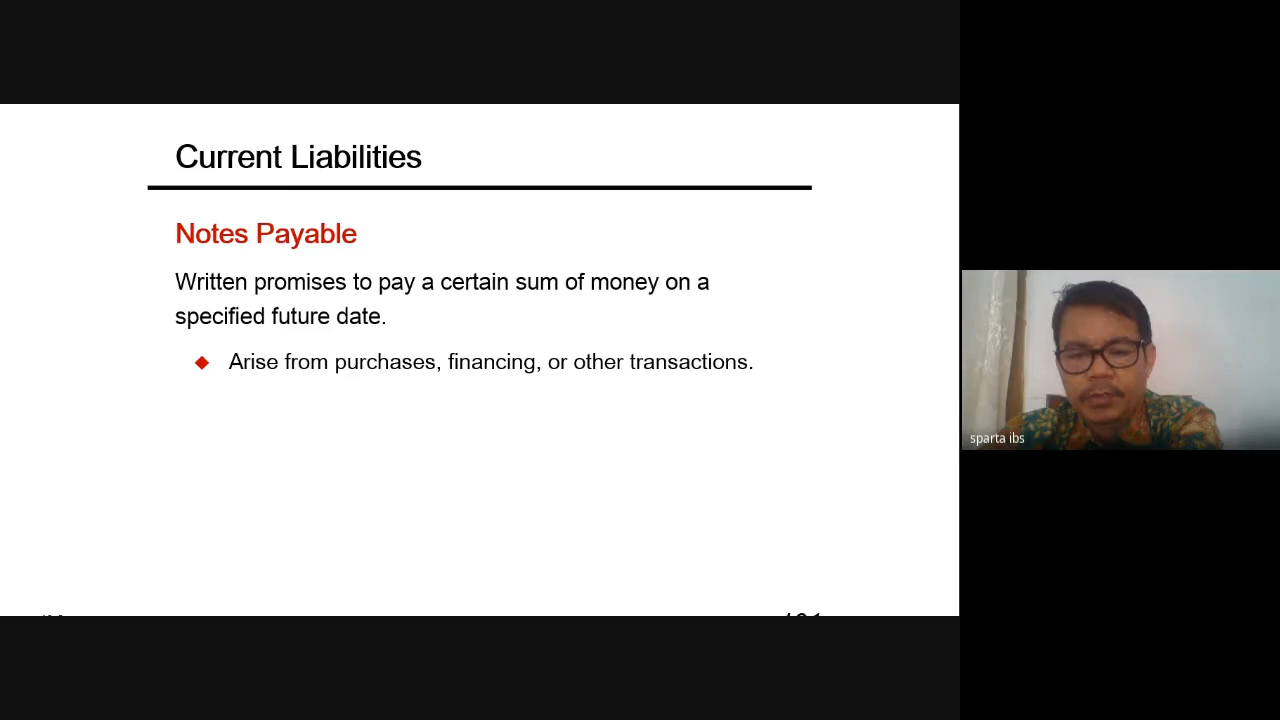 Current Liabilities
Notes Payable
Written promises to pay a certain sum of money on a
specified future date.
Arise from purchases, financing, or other transactions.
sparta ibs